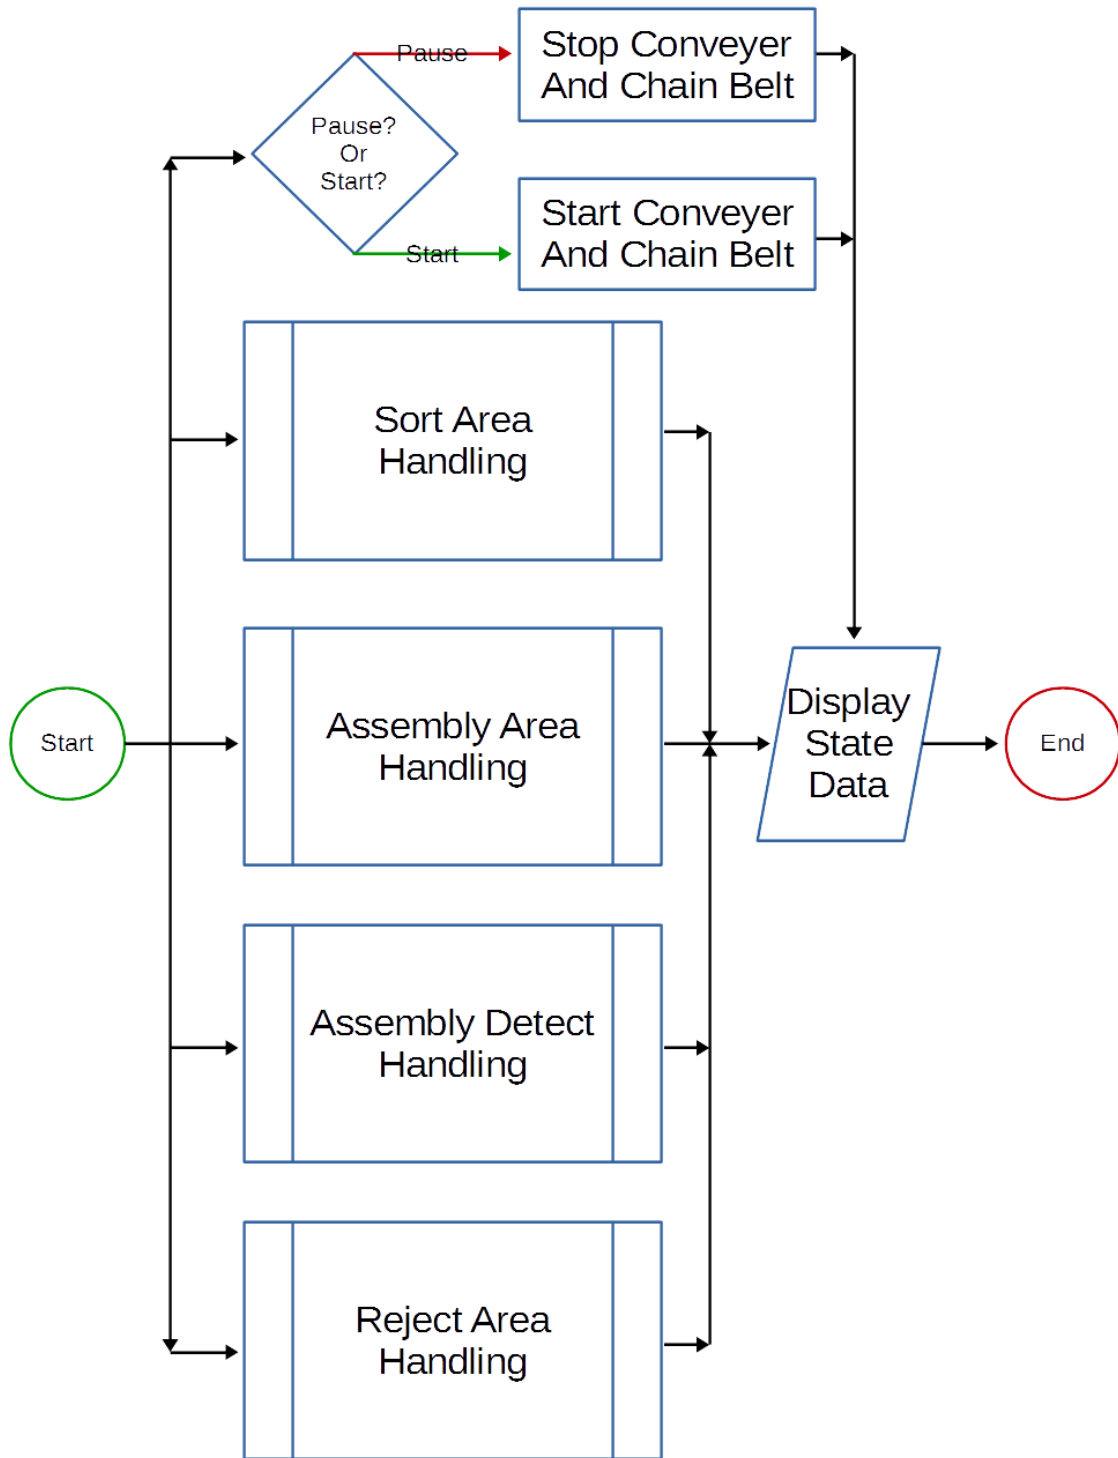 Pause
Stop Conveyer
And Chain Belt
Pause?
Or
Start?
Start Conveyer
And Chain Belt
Start
Sort Area
Handling
Start
Assembly Area
Handling
Display
State
Data
End
Assembly Detect
Handling
Reject Area
Handling